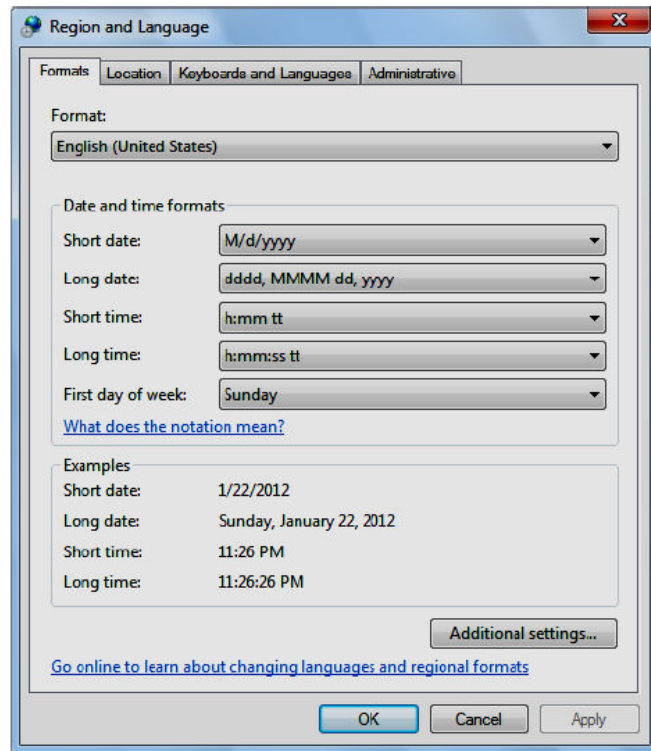 Region and Language
Formats Location Keyboards and Languages Administrative
Format:
English (United States)
Date and time formats
Short date: M/d/yyyy
Long date: dddd, MMMM dd, yyyy
Short time: h:mm tt
Long time: h:mm:ss tt
First day of week: Sunday
What does the notation mean?
Examples
Short date: 1/22/2012
Long date: Sunday, January 22, 2012
Short time: 11:26 PM
Long time: 11:26:26 PM
Additional settings...
Go online to learn about changing languages and regional formats
OK Cancel Apply